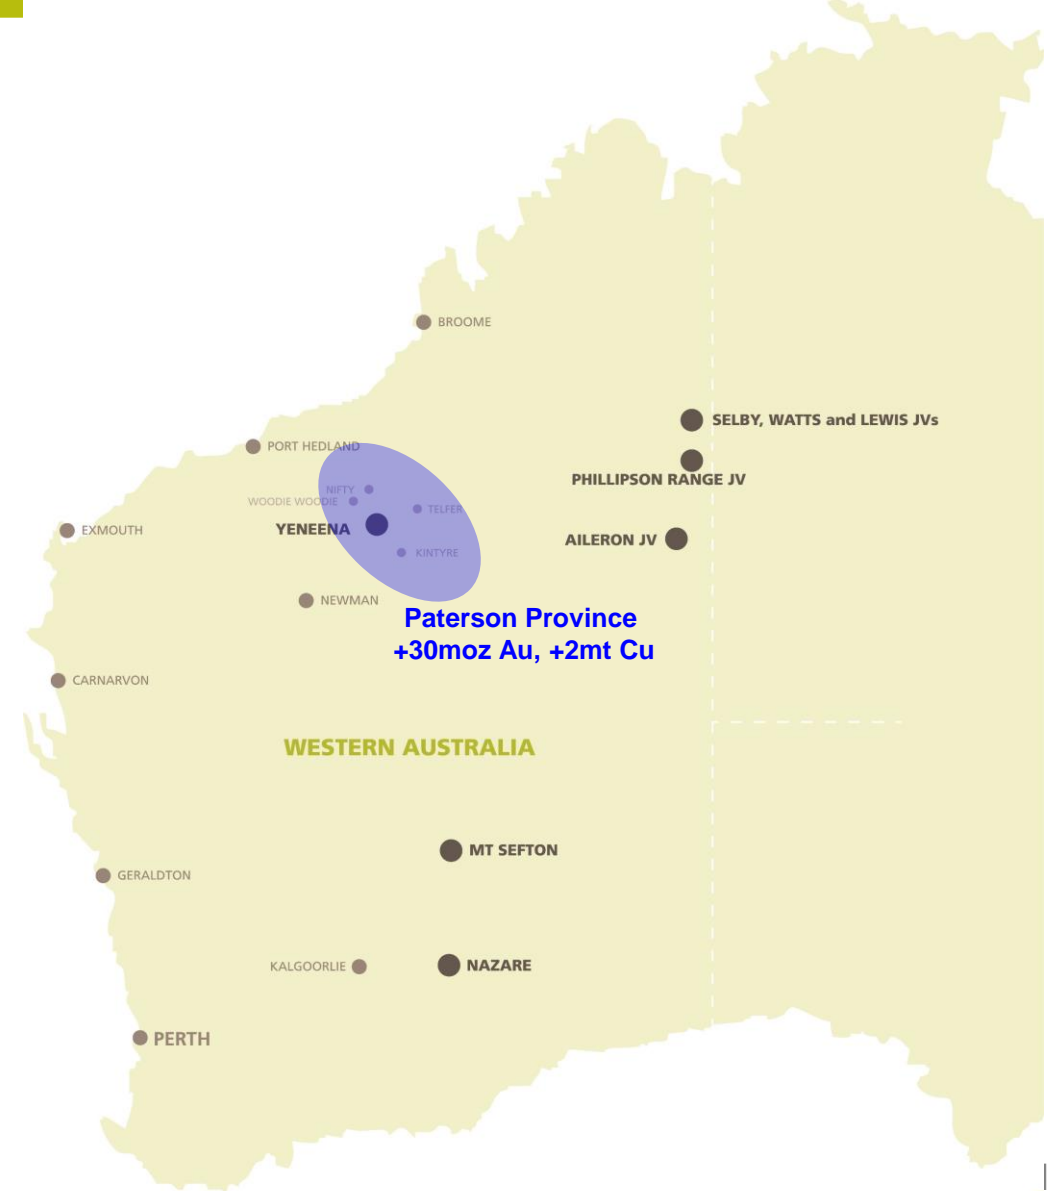 BROOME
SELBY, WATTS and LEWIS JVs
PORT HEDLAND
PHILLIPSON RANGE JV
NIFTY
WOODIE WOODIE
TELFER
YENEENA
EXMOUTH
AILERON JV
KINTYRE
NEWMAN
Paterson Province
+30moz Au, +2mt Cu
CARNARVON
WESTERN AUSTRALIA
MT SEFTON
GERALDTON
KALGOORLIE
NAZARE
PERTH